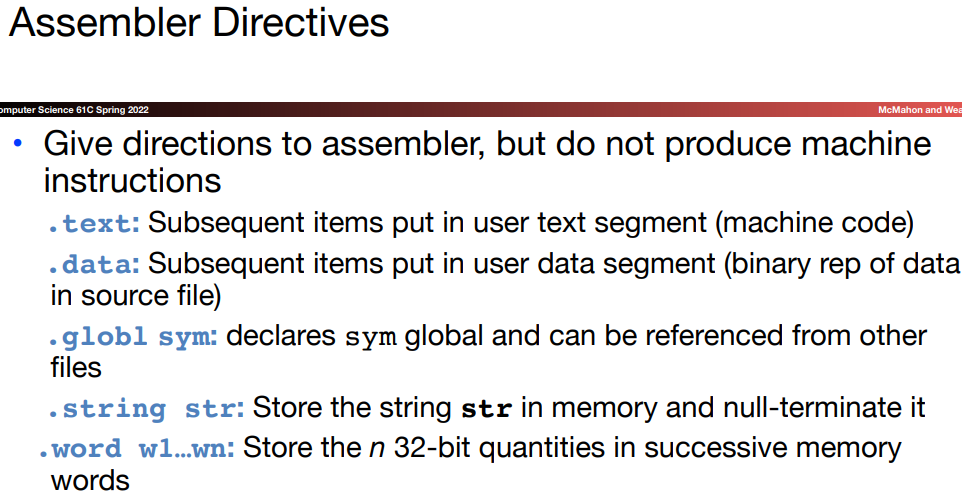 Assembler Directives
omputer Science 61C Spring 2022
McMahon and Wea
• Give directions to assembler, but do not produce machine
instructions
.text: Subsequent items put in user text segment (machine code)
.data: Subsequent items put in user data segment (binary rep of data
in source file)
.globl sym: declares sym global and can be referenced from other
files
.string str: Store the string str in memory and null-terminate it
.word w1…wn: Store the n 32-bit quantities in successive memory
words